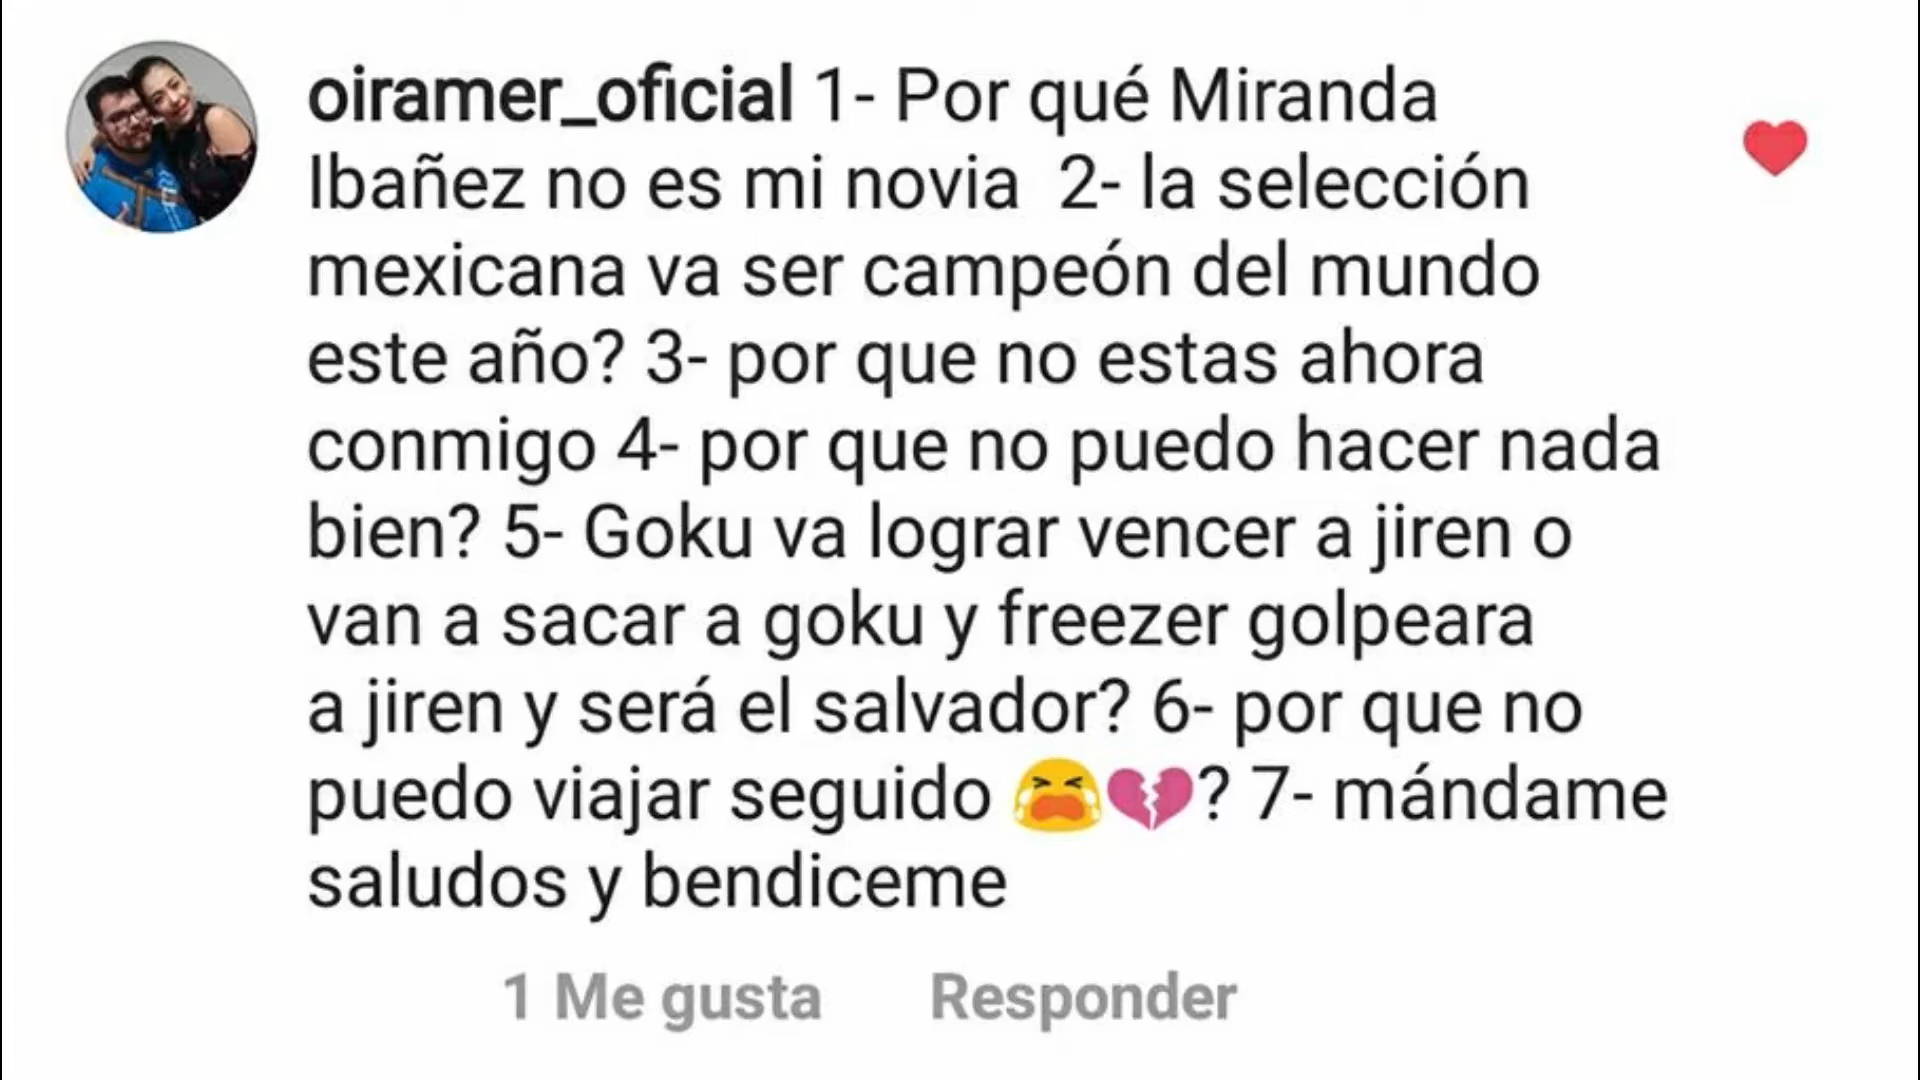 oiramer_oficial 1- Por qué Miranda
Ibañez no es mi novia  2- la selección
mexicana va ser campeón del mundo
este año? 3- por que no estas ahora
conmigo 4- por que no puedo hacer nada
bien? 5- Goku va lograr vencer a jiren o
van a sacar a goku y freezer golpeara
a jiren y será el salvador? 6- por que no
puedo viajar seguido 😭💔? 7- mándame
saludos y bendiceme
1 Me gusta Responder